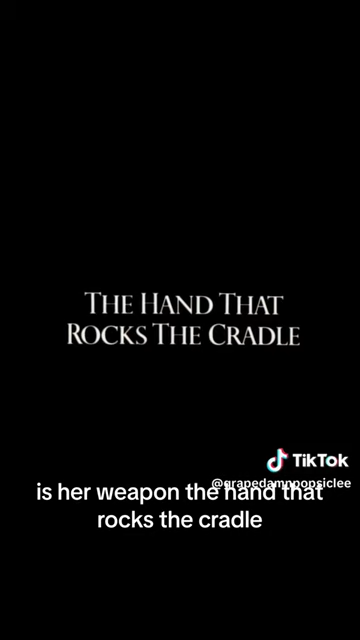 THE HAND THAT
ROCKS THE CRADLE
TikTok
@grapedamnpopsiclee
is her weapon the hand that
rocks the cradle